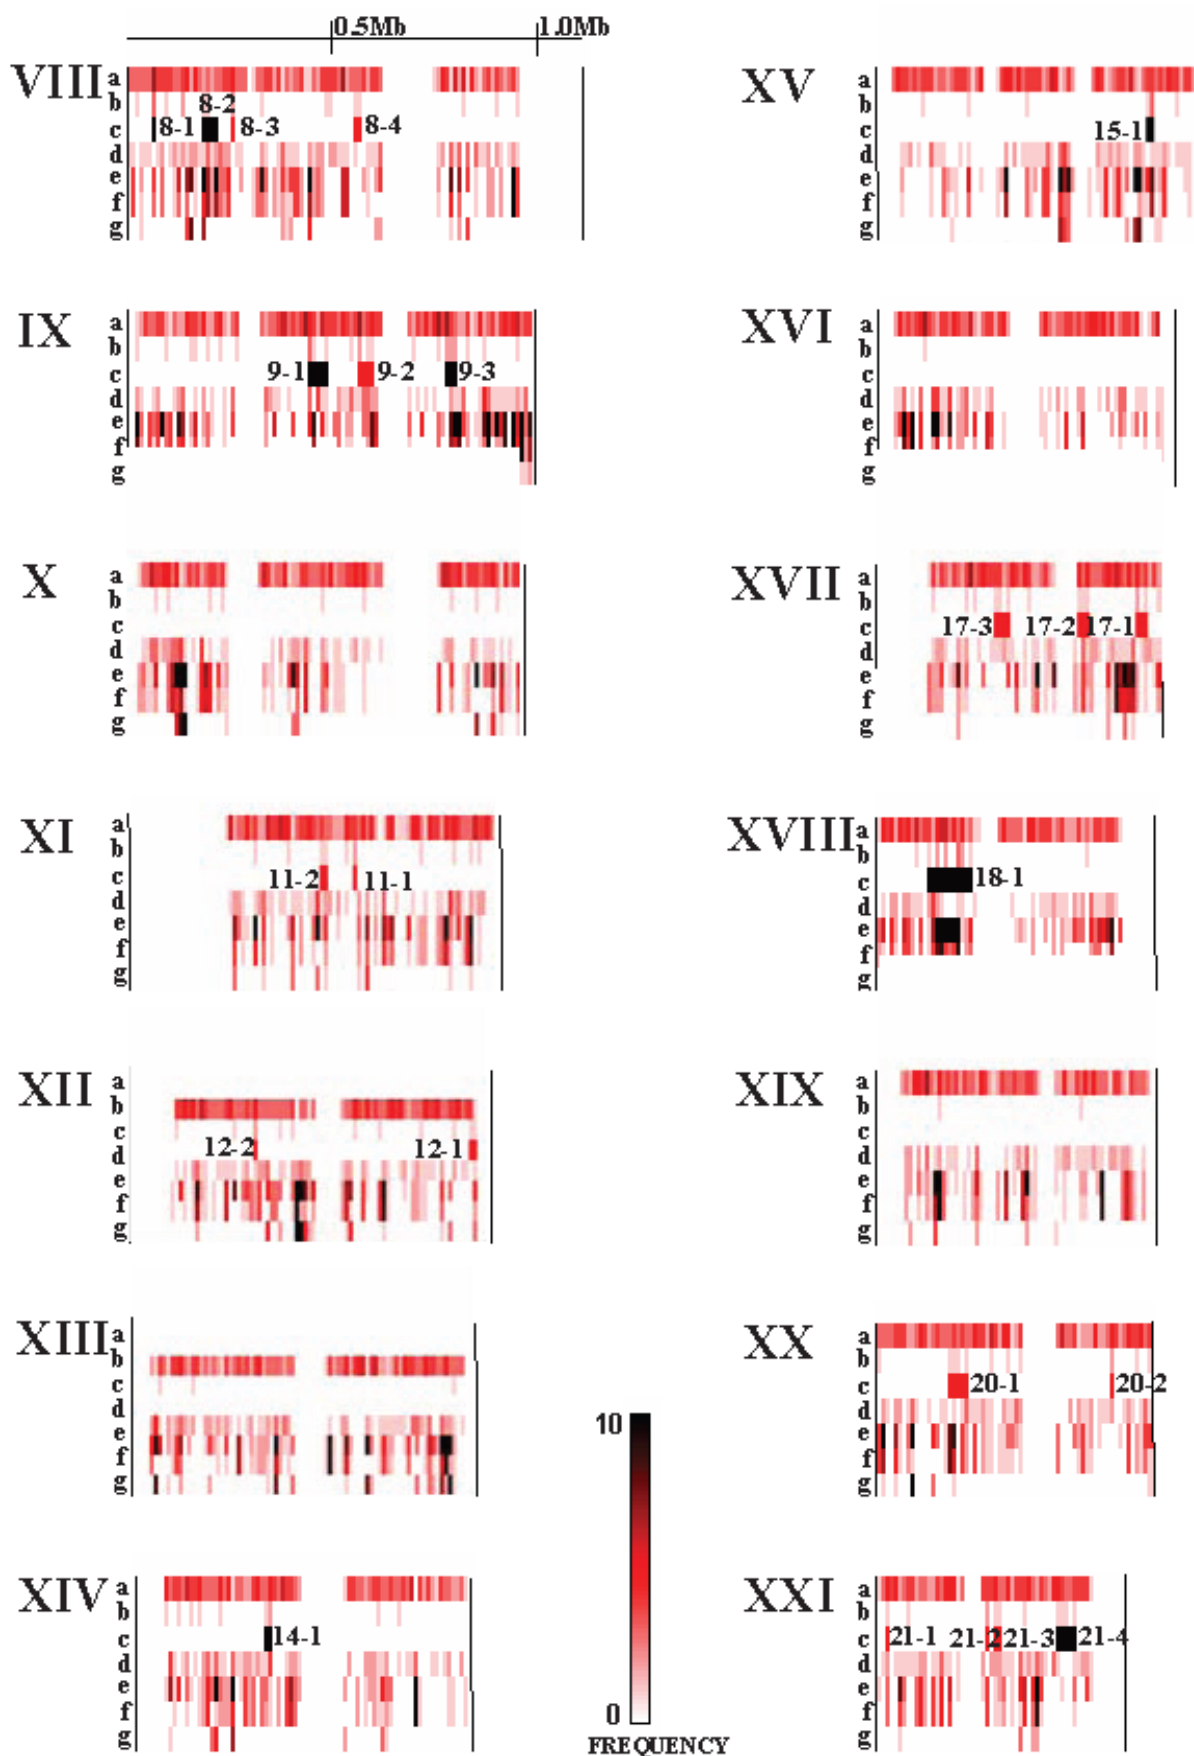 0.5Mb 1.0Mb
VIII
a
b
c
d
e
f
g
8-2
8-1 8-3 8-4
IX
a
b
c
d
e
f
g
9-1 9-2 9-3
X
a
b
c
d
e
f
g
XI
a
b
c
d
e
f
g
11-2 11-1
XII
a
b
c
d
e
f
g
12-2 12-1
XIII
a
b
c
d
e
f
g
XIV
a
b
c
d
e
f
g
14-1
10
0
FREQUENCY
XV
a
b
c
d
e
f
g
15-1
XVI
a
b
c
d
e
f
g
XVII
a
b
c
d
e
f
g
17-3 17-2 17-1
XVIII
a
b
c
d
e
f
g
18-1
XIX
a
b
c
d
e
f
g
XX
a
b
c
d
e
f
g
20-1 20-2
XXI
a
b
c
d
e
f
g
21-1 21-2 21-3 21-4